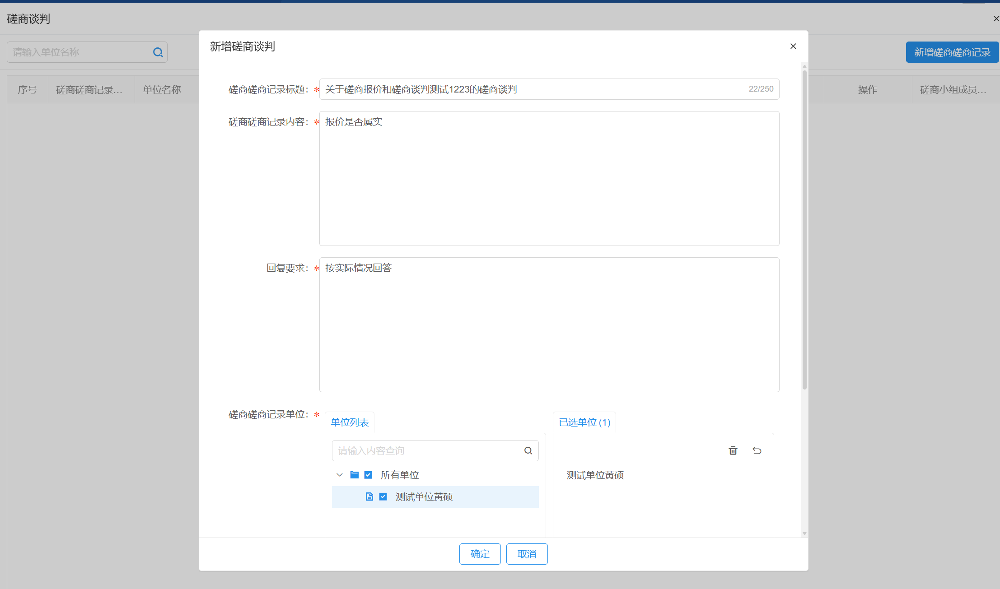 磋商谈判
请输入单位名称
新增磋商磋商记录
序号 磋商磋商记录... 单位名称 操作 磋商小组成员...
新增磋商谈判
磋商磋商记录标题：* 关于磋商报价和磋商谈判测试1223的磋商谈判 22/250
磋商磋商记录内容：* 报价是否属实
回复要求：* 按实际情况回答
磋商磋商记录单位：* 单位列表 已选单位 (1)
请输入内容查询
所有单位 测试单位黄硕
测试单位黄硕
确定 取消